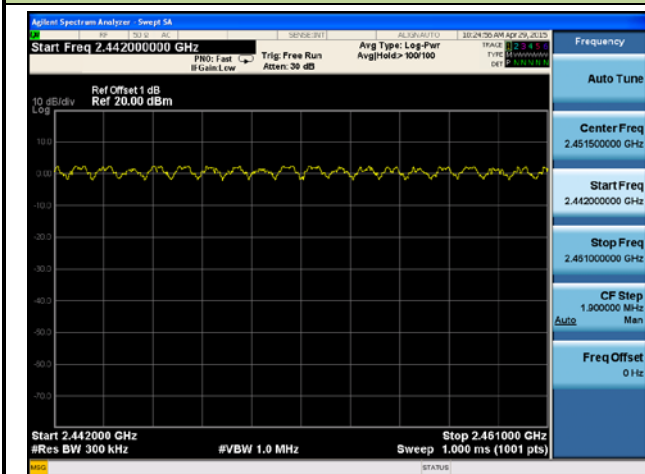 Agilent Spectrum Analyzer - Swept SA
RF 50 Ω AC SENSE:INT ALIGNAUTO 10:24:56 AM Apr 29, 2015
Start Freq 2.442000000 GHz
PNO: Fast
IFGain:Low
Trig: Free Run
Atten: 30 dB
Avg Type: Log-Pwr
Avg|Hold:> 100/100
TRACE 1 2 3 4 5 6
TYPE MWWWWW
DET P N N N N N
Frequency
Auto Tune
Center Freq
2.451500000 GHz
Start Freq
2.442000000 GHz
Stop Freq
2.461000000 GHz
CF Step
1.900000 MHz
Auto Man
Freq Offset
0 Hz
Ref Offset 1 dB
10 dB/div Ref 20.00 dBm
Log
10.0
0.00
-10.0
-20.0
-30.0
-40.0
-50.0
-60.0
-70.0
Start 2.442000 GHz Stop 2.461000 GHz
#Res BW 300 kHz #VBW 1.0 MHz Sweep 1.000 ms (1001 pts)
MSG STATUS